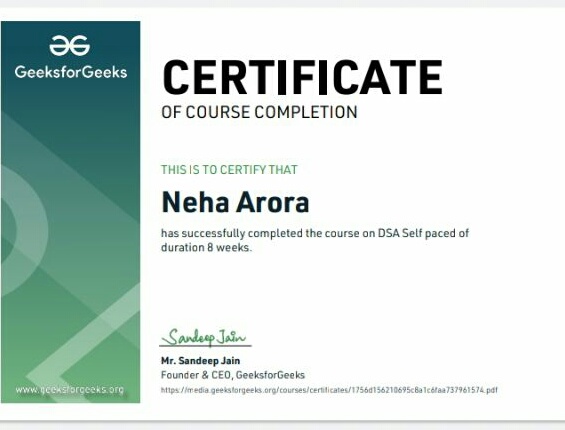 GeeksforGeeks
CERTIFICATE
OF COURSE COMPLETION
THIS IS TO CERTIFY THAT
Neha Arora
has successfully completed the course on DSA Self paced of
duration 8 weeks.
Sandeep Jain
Mr. Sandeep Jain
Founder & CEO, GeeksforGeeks
https://media.geeksforgeeks.org/courses/certificates/1756d156210695c8a1c6faa737961574.pdf
www.geeksforgeeks.org